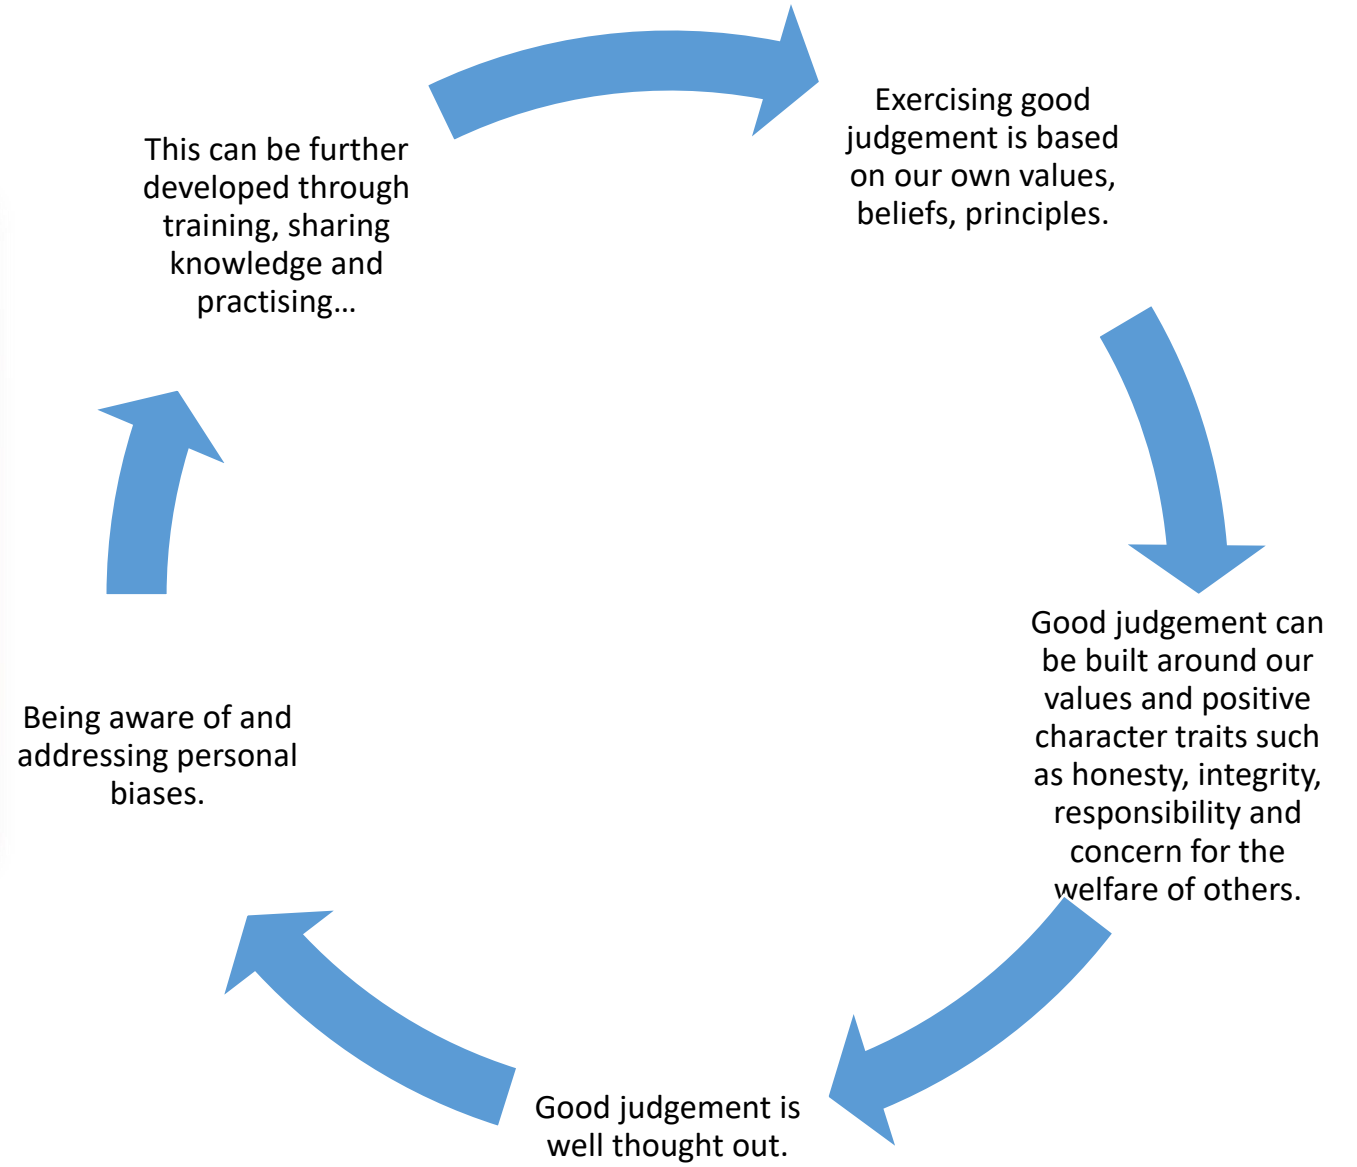 This can be further
developed through
training, sharing
knowledge and
practising...
Exercising good
judgement is based
on our own values,
beliefs, principles.
Good judgement can
be built around our
values and positive
character traits such
as honesty, integrity,
responsibility and
concern for the
welfare of others.
Good judgement is
well thought out.
Being aware of and
addressing personal
biases.